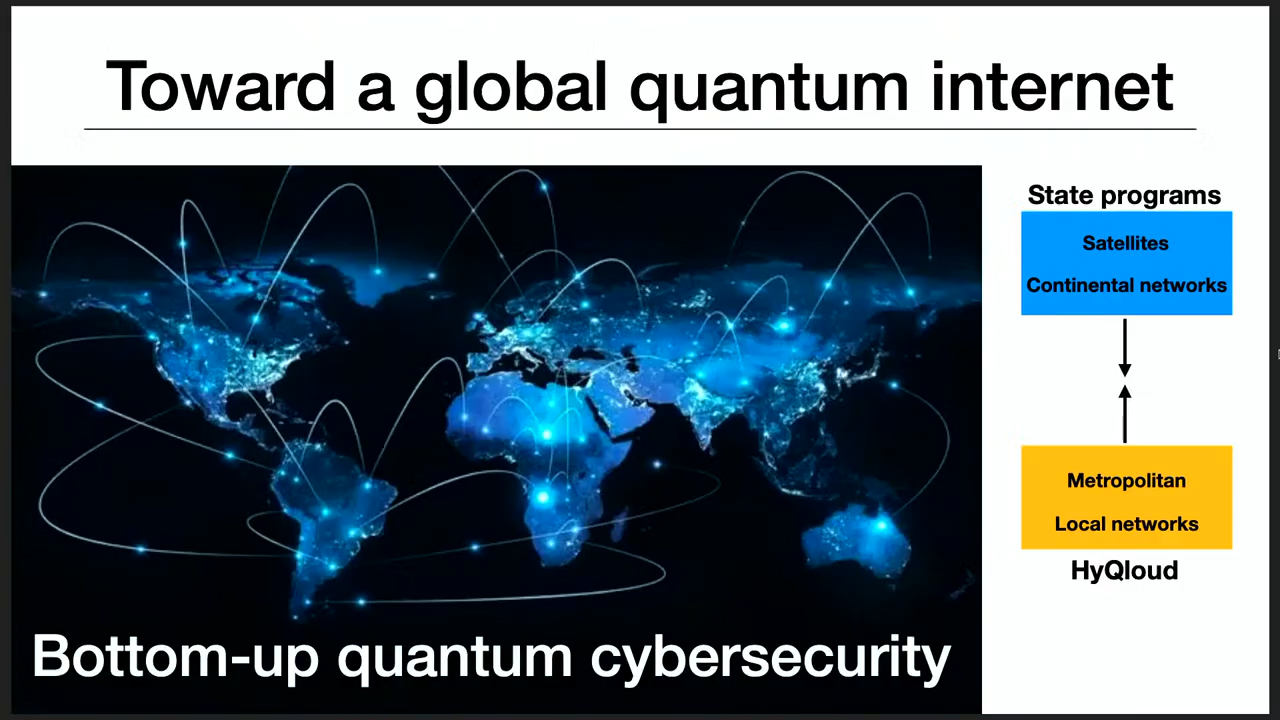 Toward a global quantum internet
State programs
Satellites
Continental networks
Metropolitan
Local networks
HyQloud
Bottom-up quantum cybersecurity